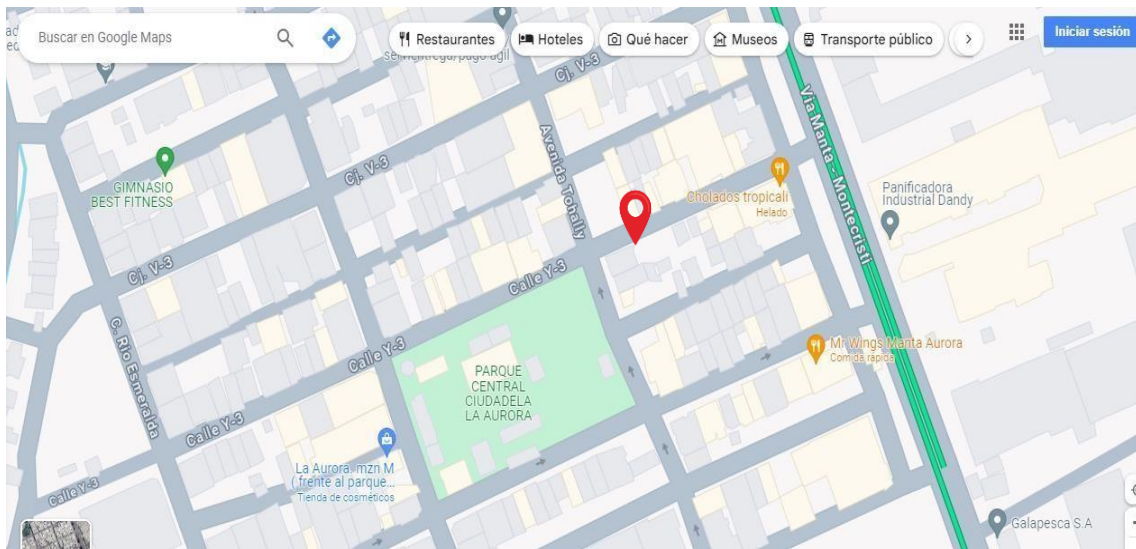 Buscar en Google Maps
Restaurantes
Hoteles
Qué hacer
Museos
Transporte público
Iniciar sesión
Cj. V-3
Avenida Tohally
Vía Manta - Montecristi
GIMNASIO
BEST FITNESS
Cj. V-3
Cholados tropicali
Helado
Panificadora
Industrial Dandy
Cj. V-3
Calle Y-3
C. Rio Esmeralda
Calle Y-3
Mr Wings Manta Aurora
Comida rápida
PARQUE
CENTRAL
CIUDADELA
LA AURORA
Calle Y-3
La Aurora. mzn M
( frente al parque...
Tienda de cosméticos
Calle Y-3
Galapesca S.A